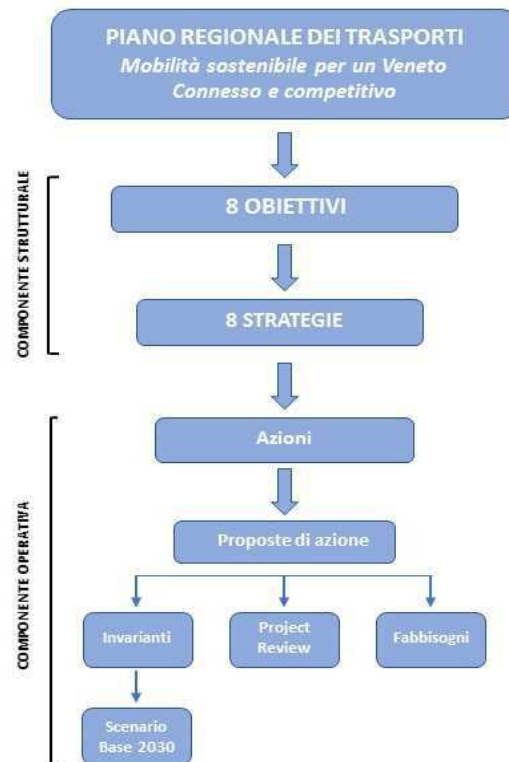 PIANO REGIONALE DEI TRASPORTI
Mobilità sostenibile per un Veneto
Connesso e competitivo
COMPONENTE STRUTTURALE
8 OBIETTIVI
8 STRATEGIE
COMPONENTE OPERATIVA
Azioni
Proposte di azione
Invarianti
Project
Review
Fabbisogni
Scenario
Base 2030